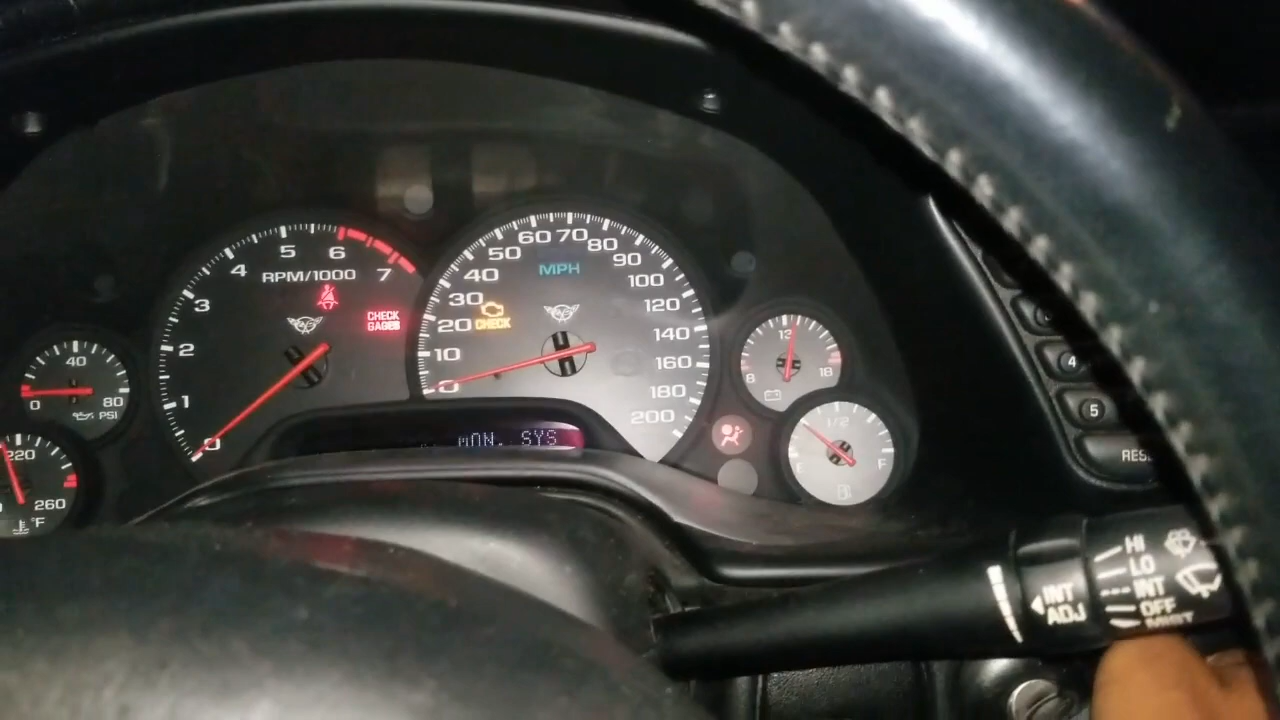 5 6
4 7
RPM/1000
3
2
1
0
CHECK
GAGES
60 70
50 80
40 90
30 100
20 120
10 140
0 160
180
200
MPH
CHECK
40
0 80
PSI
220
260
°F
mON. SYS
13
8 18
1/2
E F
4
5
RES
HI
LO
INT
OFF
MIST
INT
ADJ